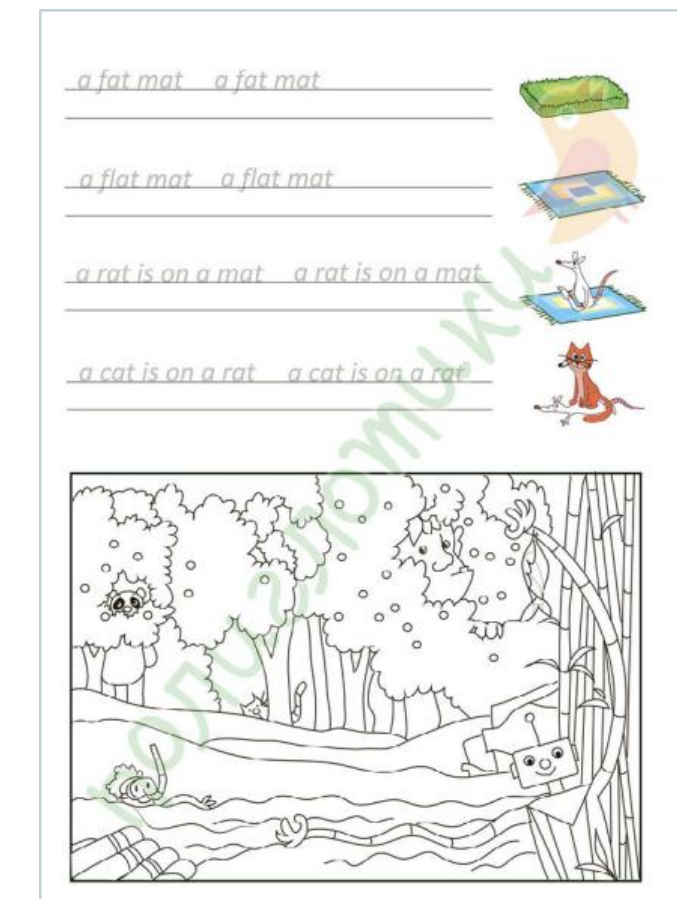 a fat mat a fat mat
a flat mat a flat mat
a rat is on a mat a rat is on a mat
a cat is on a rat a cat is on a rat
полиглотики